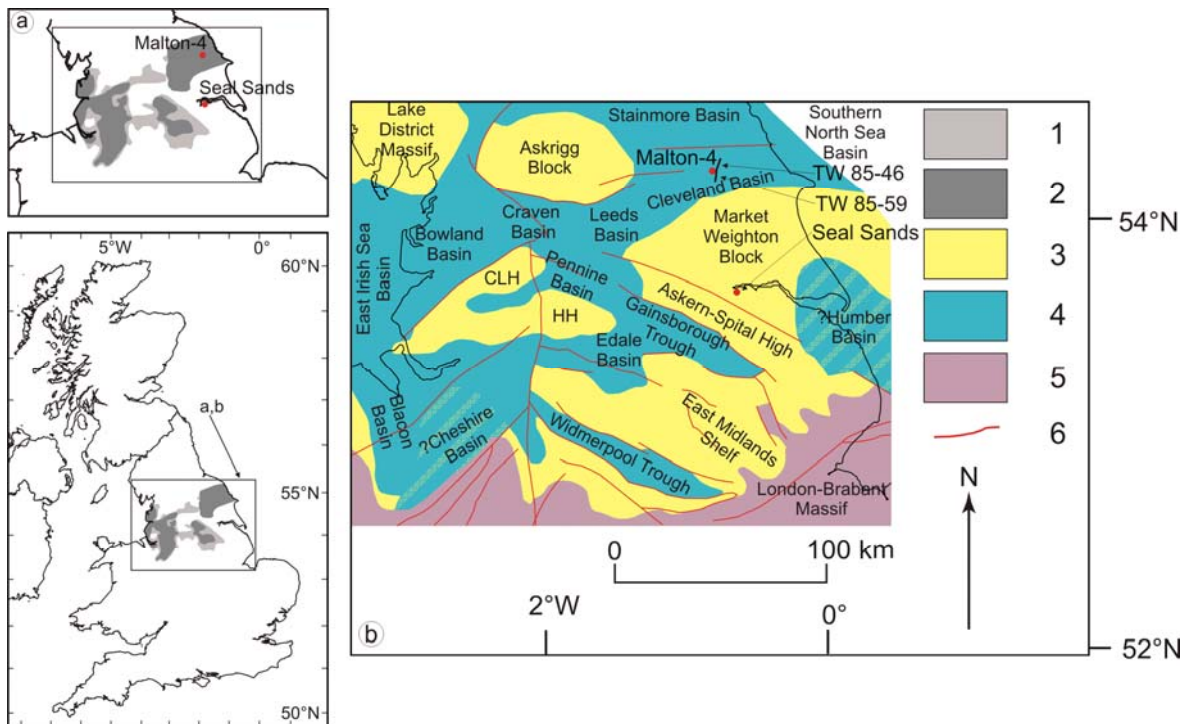 a
Malton-4
Seal Sands
5°W
0°
60°N
a,b
55°N
50°N
Lake
District
Massif
Askrigg
Block
Stainmore Basin
Southern
North Sea
Basin
Malton-4
TW 85-46
Cleveland Basin
TW 85-59
Craven
Basin
Leeds
Basin
Market
Weighton
Block
Seal Sands
Bowland
Basin
East Irish Sea
Basin
CLH
Pennine
Basin
HH
Askern-Spital High
Gainsborough
Trough
?Humber
Basin
Edale
Basin
Blacon
Basin
?Cheshire
Basin
East Midlands
Shelf
Widmerpool Trough
London-Brabant
Massif
1
2
3
4
5
6
N
0
100 km
2°W
0°
b
54°N
52°N